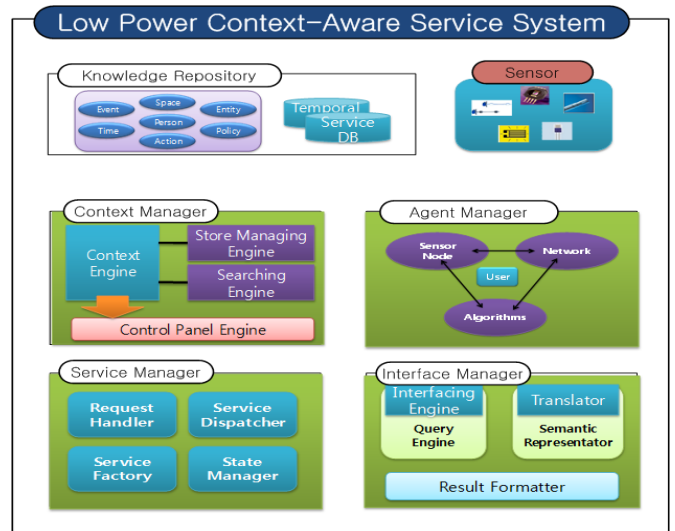 Low Power Context-Aware Service System
Knowledge Repository
Event
Space
Entity
Time
Person
Policy
Action
Temporal
Service
DB
Sensor
Context Manager
Context
Engine
Store Managing
Engine
Searching
Engine
Control Panel Engine
Agent Manager
Sensor
Node
Network
User
Algorithms
Service Manager
Request
Handler
Service
Dispatcher
Service
Factory
State
Manager
Interface Manager
Interfacing
Engine
Query
Engine
Translator
Semantic
Representator
Result Formatter